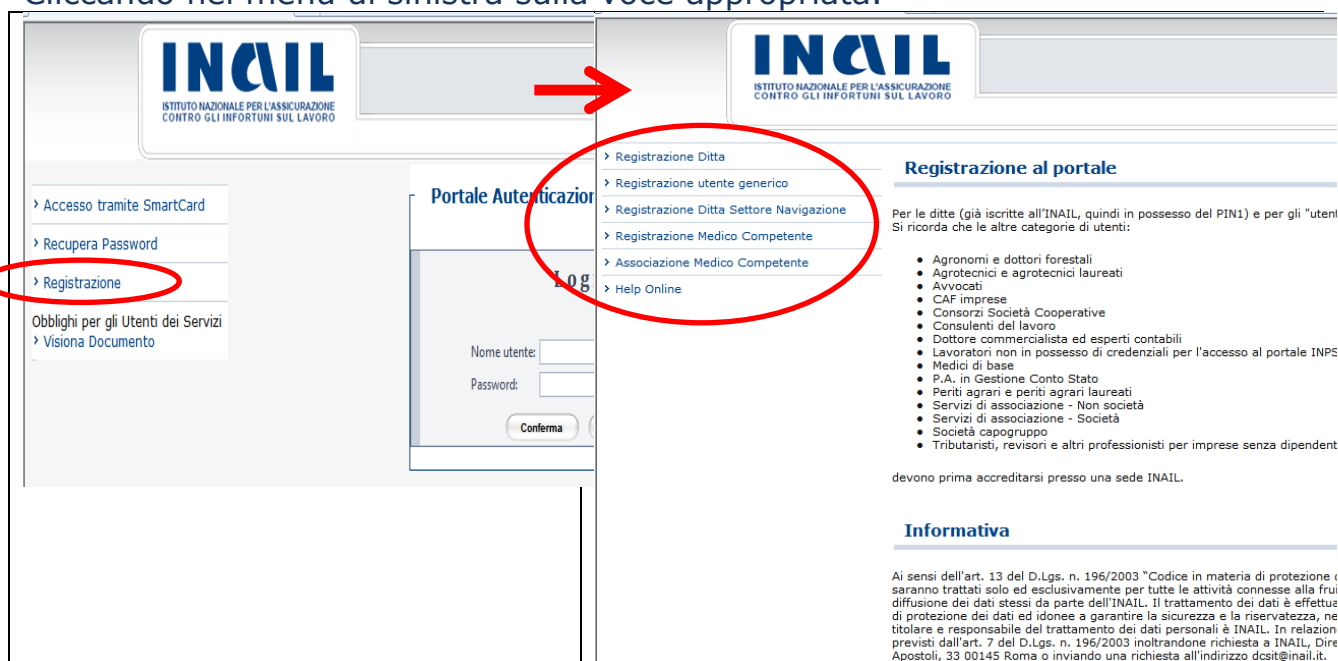 Cliccando nel menù di sinistra sulla voce appropriata:
INAIL
ISTITUTO NAZIONALE PER L'ASSICURAZIONE
CONTRO GLI INFORTUNI SUL LAVORO
› Accesso tramite SmartCard
› Recupera Password
› Registrazione
Obblighi per gli Utenti dei Servizi
› Visiona Documento
Portale Autenticazion
Log
Nome utente:
Password:
Conferma
INAIL
ISTITUTO NAZIONALE PER L'ASSICURAZIONE
CONTRO GLI INFORTUNI SUL LAVORO
› Registrazione Ditta
› Registrazione utente generico
› Registrazione Ditta Settore Navigazione
› Registrazione Medico Competente
› Associazione Medico Competente
› Help Online
Registrazione al portale
Per le ditte (già iscritte all'INAIL, quindi in possesso del PIN1) e per gli "utent
Si ricorda che le altre categorie di utenti:
• Agronomi e dottori forestali
• Agrotecnici e agrotecnici laureati
• Avvocati
• CAF imprese
• Consorzi Società Cooperative
• Consulenti del lavoro
• Dottore commercialista ed esperti contabili
• Lavoratori non in possesso di credenziali per l'accesso al portale INPS
• Medici di base
• P.A. in Gestione Conto Stato
• Periti agrari e periti agrari laureati
• Servizi di associazione - Non società
• Servizi di associazione - Società
• Società capogruppo
• Tributaristi, revisori e altri professionisti per imprese senza dipendent
devono prima accreditarsi presso una sede INAIL.
Informativa
Ai sensi dell'art. 13 del D.Lgs. n. 196/2003 "Codice in materia di protezione d
saranno trattati solo ed esclusivamente per tutte le attività connesse alla frui
diffusione dei dati stessi da parte dell'INAIL. Il trattamento dei dati è effettua
di protezione dei dati ed idonee a garantire la sicurezza e la riservatezza, ne
titolare e responsabile del trattamento dei dati personali è INAIL. In relazione
previsti dall'art. 7 del D.Lgs. n. 196/2003 inoltrandone richiesta a INAIL, Dire
Apostoli, 33 00145 Roma o inviando una richiesta all'indirizzo dcsit@inail.it.